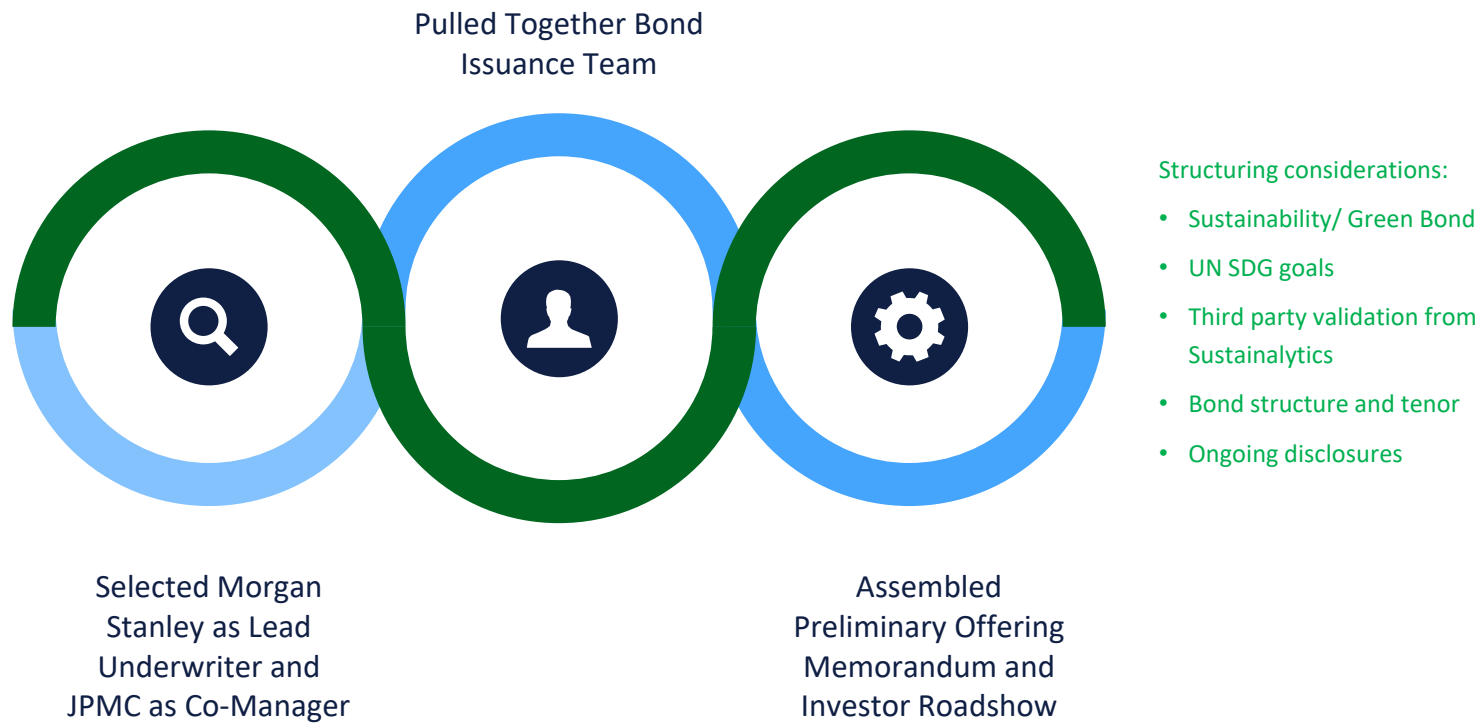 Pulled Together Bond
Issuance Team
Selected Morgan
Stanley as Lead
Underwriter and
JPMC as Co-Manager
Assembled
Preliminary Offering
Memorandum and
Investor Roadshow
Structuring considerations:
• Sustainability/ Green Bond
• UN SDG goals
• Third party validation from
Sustainalytics
• Bond structure and tenor
• Ongoing disclosures